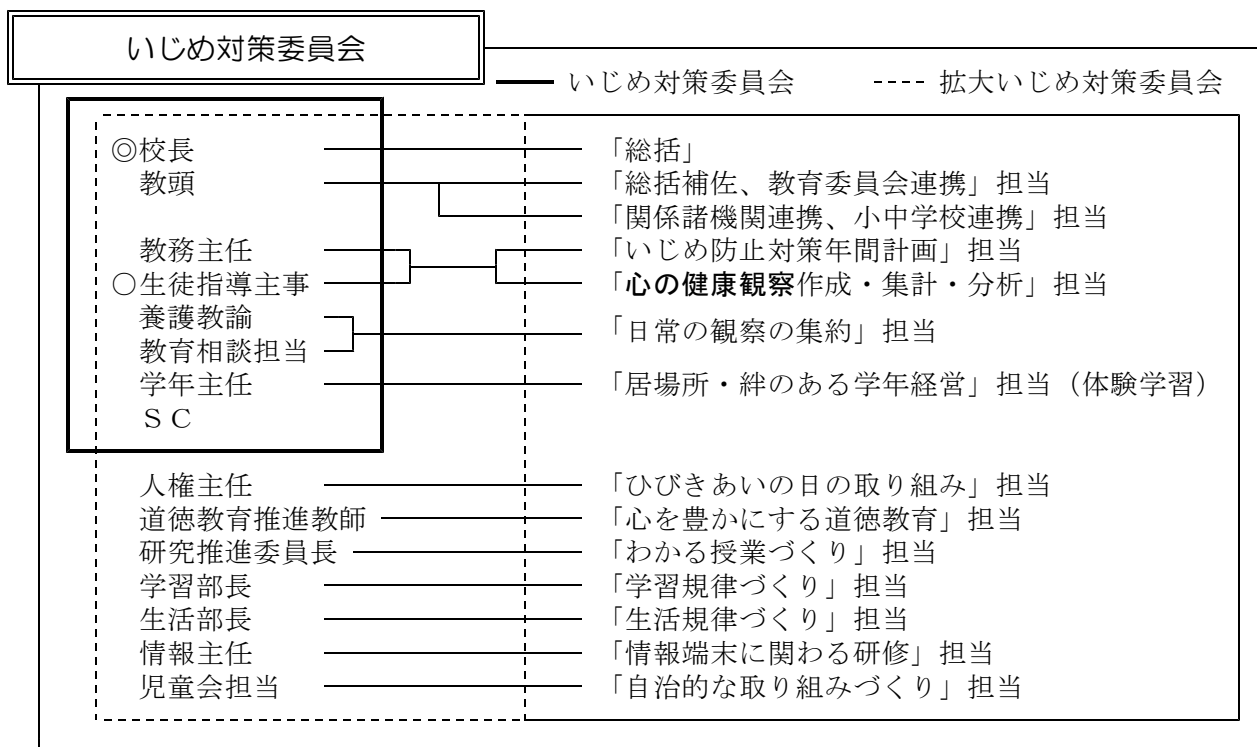 いじめ対策委員会
いじめ対策委員会 拡大いじめ対策委員会
◎校長 「総括」
教頭 「総括補佐、教育委員会連携」担当
「関係諸機関連携、小中学校連携」担当
教務主任 「いじめ防止対策年間計画」担当
○生徒指導主事 「心の健康観察作成・集計・分析」担当
養護教諭
「日常の観察の集約」担当
教育相談担当
学年主任 「居場所・絆のある学年経営」担当（体験学習）
ＳＣ
人権主任 「ひびきあいの日の取り組み」担当
道徳教育推進教師 「心を豊かにする道徳教育」担当
研究推進委員長 「わかる授業づくり」担当
学習部長 「学習規律づくり」担当
生活部長 「生活規律づくり」担当
情報主任 「情報端末に関わる研修」担当
児童会担当 「自治的な取り組みづくり」担当